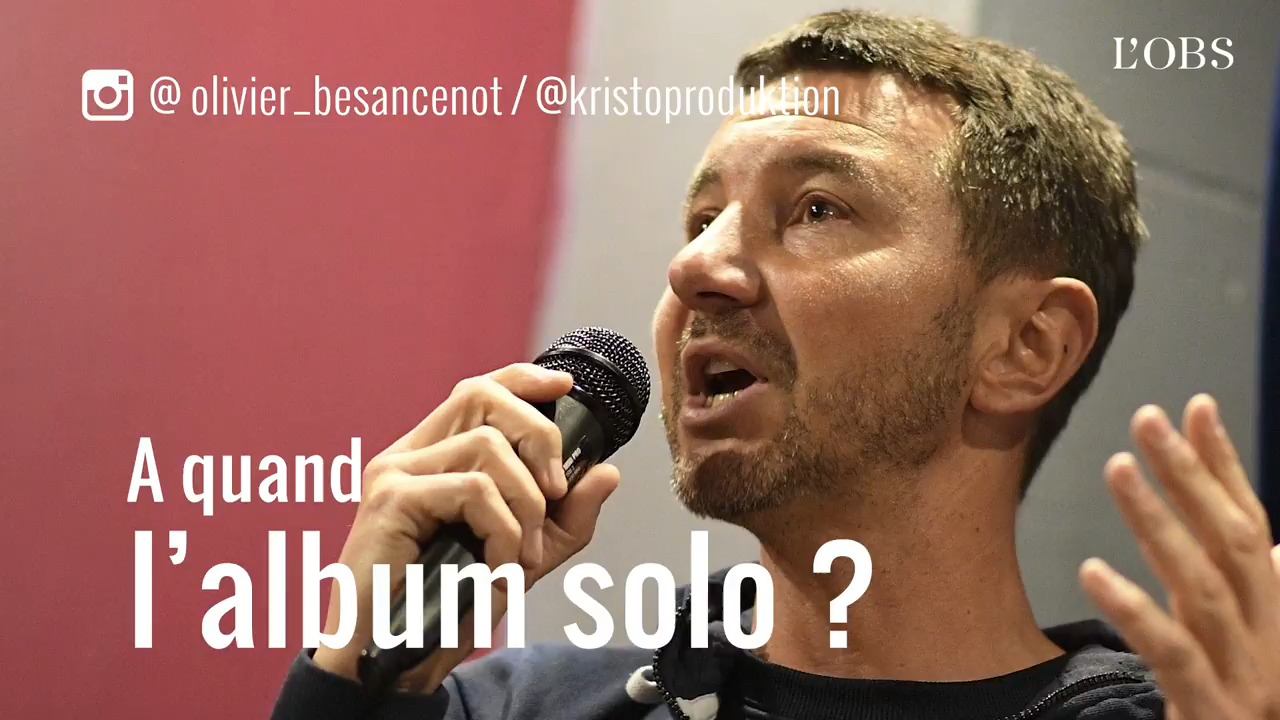 L'OBS
@ olivier_besancenot / @kristoproduktion
A quand
l'album solo ?